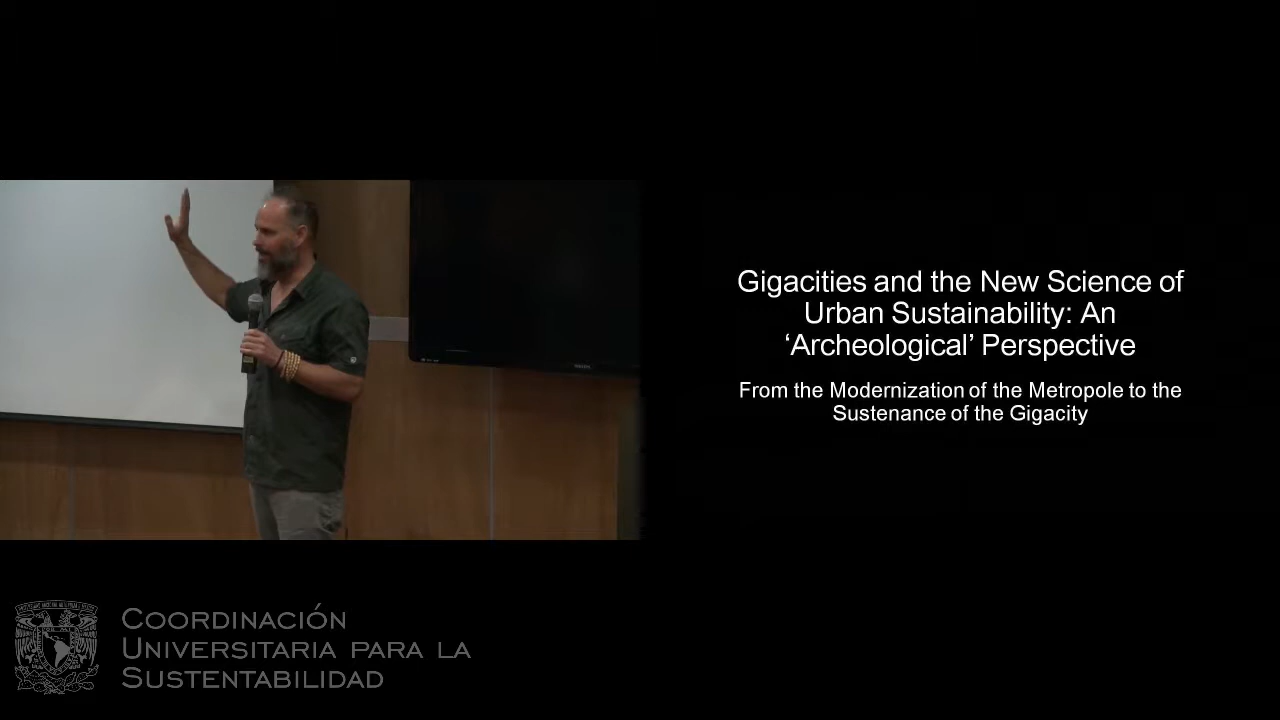 Gigacities and the New Science of
Urban Sustainability: An
‘Archeological’ Perspective
From the Modernization of the Metropole to the
Sustenance of the Gigacity
COORDINACIÓN
UNIVERSITARIA PARA LA
SUSTENTABILIDAD